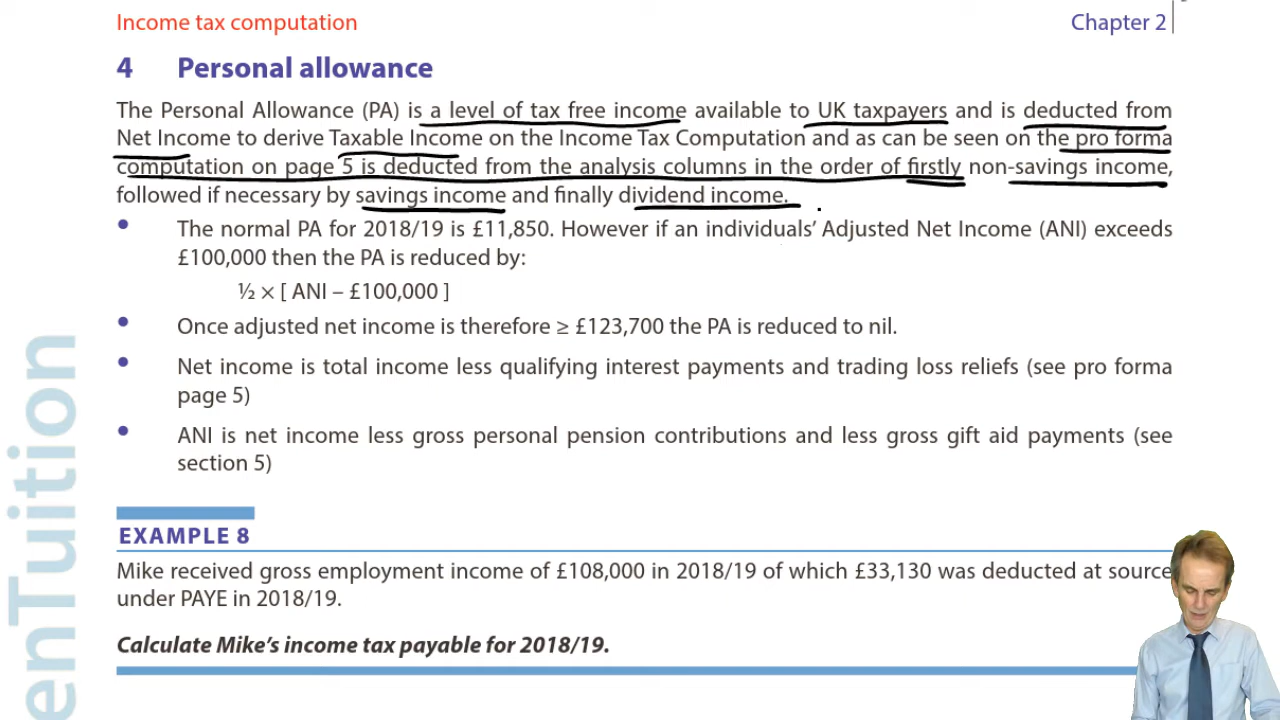 Income tax computation Chapter 2
4 Personal allowance
The Personal Allowance (PA) is a level of tax free income available to UK taxpayers and is deducted from
Net Income to derive Taxable Income on the Income Tax Computation and as can be seen on the pro forma
computation on page 5 is deducted from the analysis columns in the order of firstly non-savings income,
followed if necessary by savings income and finally dividend income.
• The normal PA for 2018/19 is £11,850. However if an individuals’ Adjusted Net Income (ANI) exceeds
£100,000 then the PA is reduced by:
½ × [ ANI – £100,000 ]
• Once adjusted net income is therefore ≥ £123,700 the PA is reduced to nil.
• Net income is total income less qualifying interest payments and trading loss reliefs (see pro forma
page 5)
• ANI is net income less gross personal pension contributions and less gross gift aid payments (see
section 5)
EXAMPLE 8
Mike received gross employment income of £108,000 in 2018/19 of which £33,130 was deducted at source
under PAYE in 2018/19.
Calculate Mike’s income tax payable for 2018/19.
enTuition